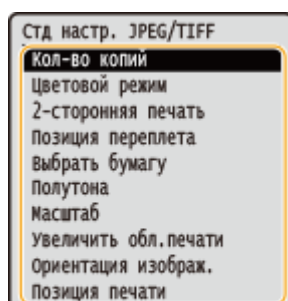 Стд настр. JPEG/TIFF
Кол-во копий
Цветовой режим
2-сторонняя печать
Позиция переплета
Выбрать бумагу
Полутона
Масштаб
Увеличить обл.печати
Ориентация изображ.
Позиция печати